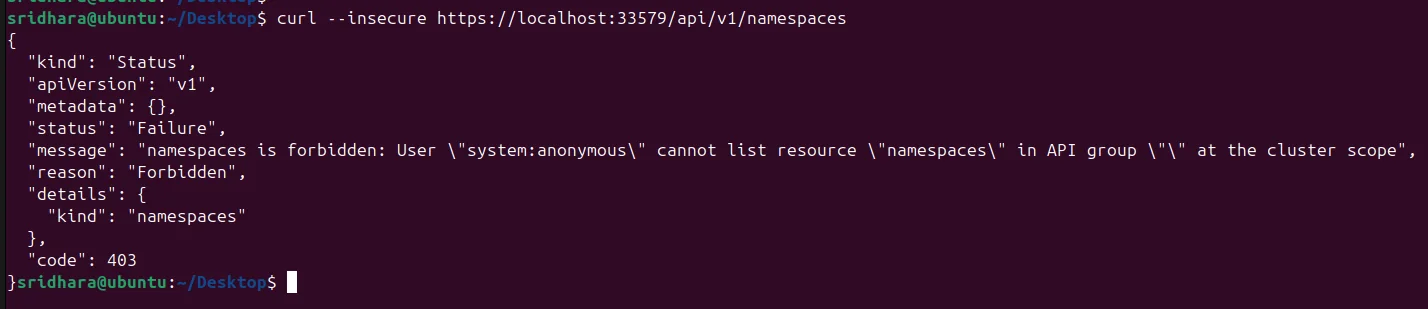 sridhara@ubuntu:~/Desktop$ curl --insecure https://localhost:33579/api/v1/namespaces
{
  "kind": "Status",
  "apiVersion": "v1",
  "metadata": {},
  "status": "Failure",
  "message": "namespaces is forbidden: User \"system:anonymous\" cannot list resource \"namespaces\" in API group \"\" at the cluster scope",
  "reason": "Forbidden",
  "details": {
    "kind": "namespaces"
  },
  "code": 403
}sridhara@ubuntu:~/Desktop$